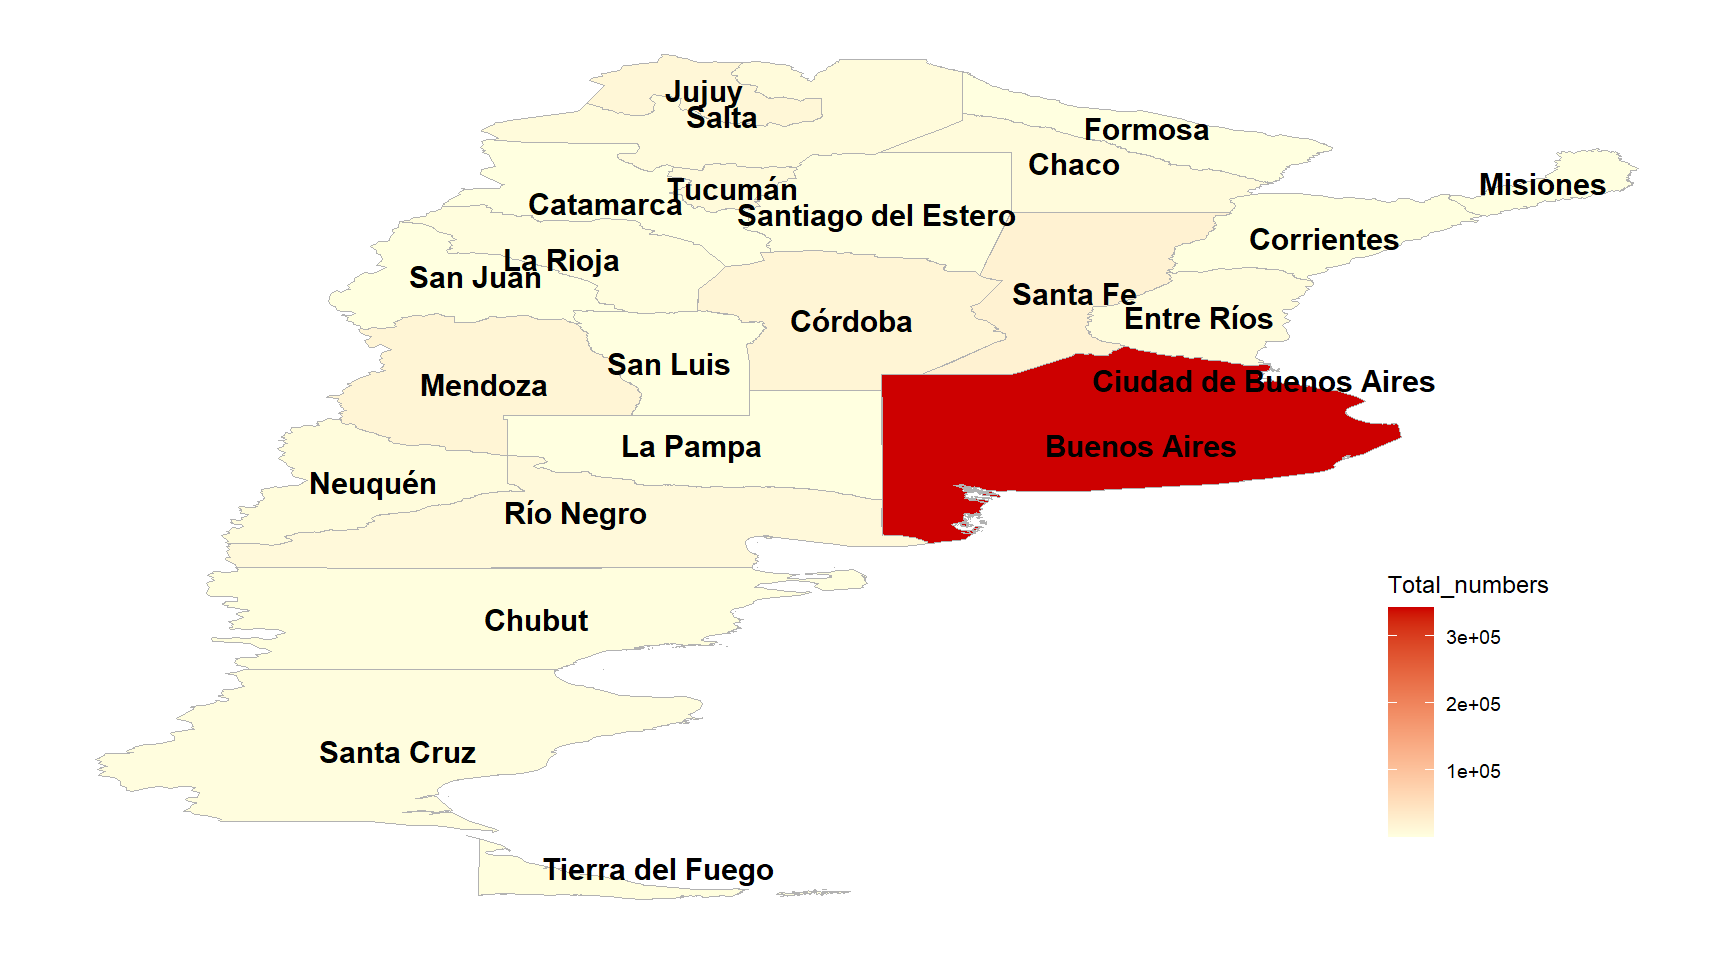 Jujuy
Salta
Formosa
Chaco
Misiones
Tucumán
Catamarca
Santiago del Estero
Corrientes
La Rioja
San Juan
Santa Fe
Entre Ríos
Córdoba
San Luis
Mendoza
Ciudad de Buenos Aires
La Pampa
Buenos Aires
Neuquén
Río Negro
Chubut
Santa Cruz
Tierra del Fuego
Total_numbers
3e+05
2e+05
1e+05